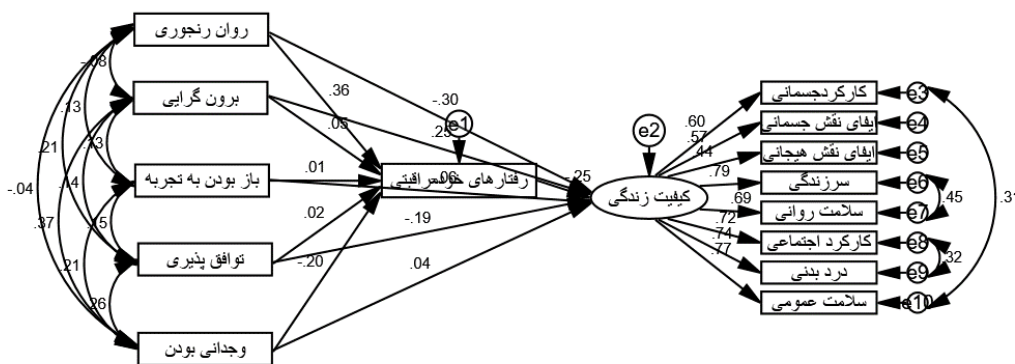 روان رنجوری
برون گرایی
باز بودن به تجربه
توافق پذیری
وجدانی بودن
-.08
.13
.13
.21
.14
-.04
.37
.15
.21
.26
.36
-.30
.05
.25
.01
-.06
.02
-.19
-.20
.04
-.25
e1
رفتارهای خودمراقبتی
e2
کیفیت زندگی
.60
.57
.44
.79
.69
.72
.74
.77
کارکردجسمانی
ایفای نقش جسمانی
ایفای نقش هیجانی
سرزندگی
سلامت روانی
کارکرد اجتماعی
درد بدنی
سلامت عمومی
e3
e4
e5
e6
e7
e8
e9
e10
.45
.32
.31